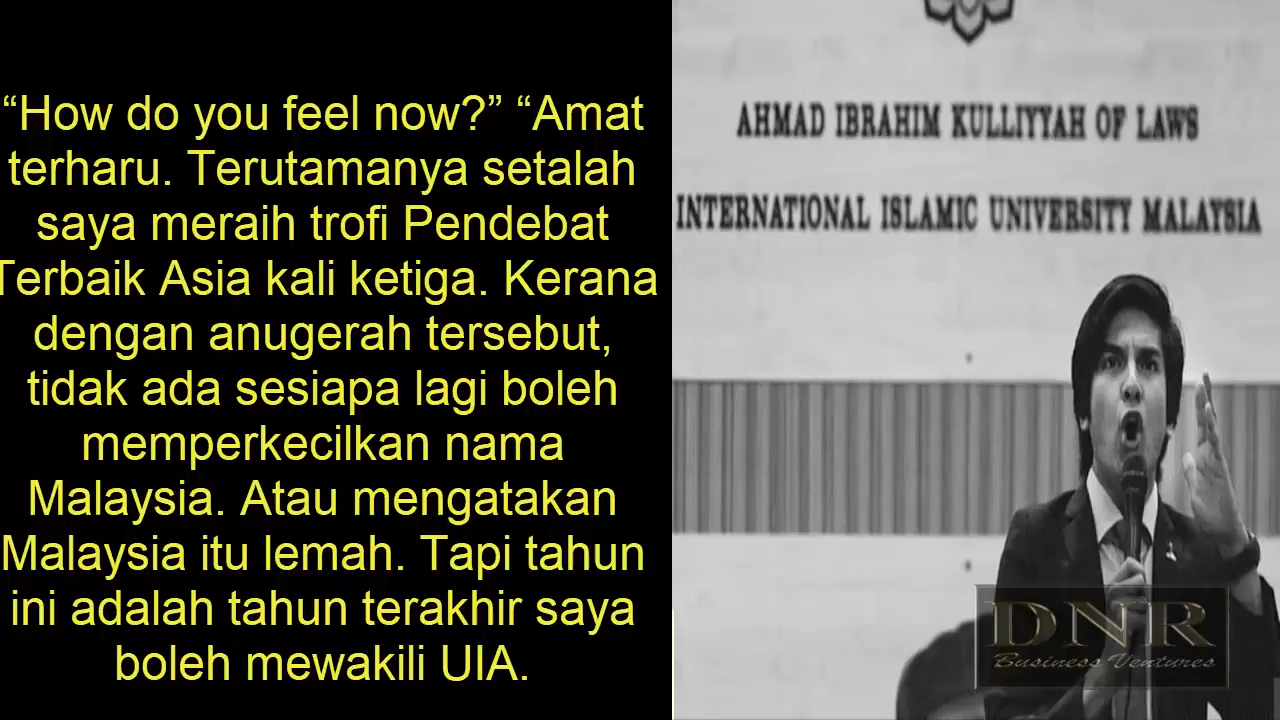 “How do you feel now?” “Amat
terharu. Terutamanya setalah
saya meraih trofi Pendebat
Terbaik Asia kali ketiga. Kerana
dengan anugerah tersebut,
tidak ada sesiapa lagi boleh
memperkecilkan nama
Malaysia. Atau mengatakan
Malaysia itu lemah. Tapi tahun
ini adalah tahun terakhir saya
boleh mewakili UIA.
AHMAD IBRAHIM KULLIYYAH OF LAWS
INTERNATIONAL ISLAMIC UNIVERSITY MALAYSIA
DNR
Business Ventures